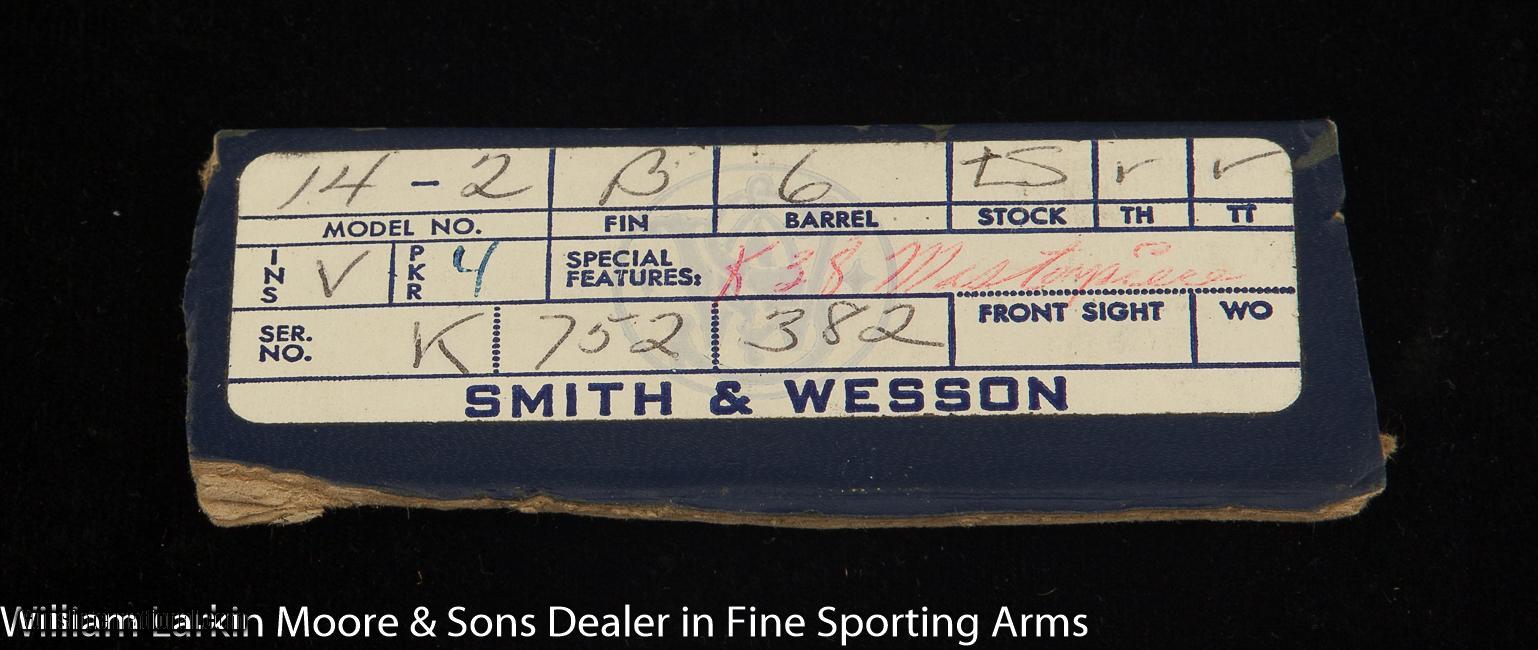 14-2 B 6 TS ✓ ✓
MODEL NO. FIN BARREL STOCK TH TT
INS ✓ PKR 4 SPECIAL FEATURES: K 38 Masterpiece
FRONT SIGHT WO
SER. NO. K 752 382
SMITH & WESSON
William Larkin Moore & Sons Dealer in Fine Sporting Arms